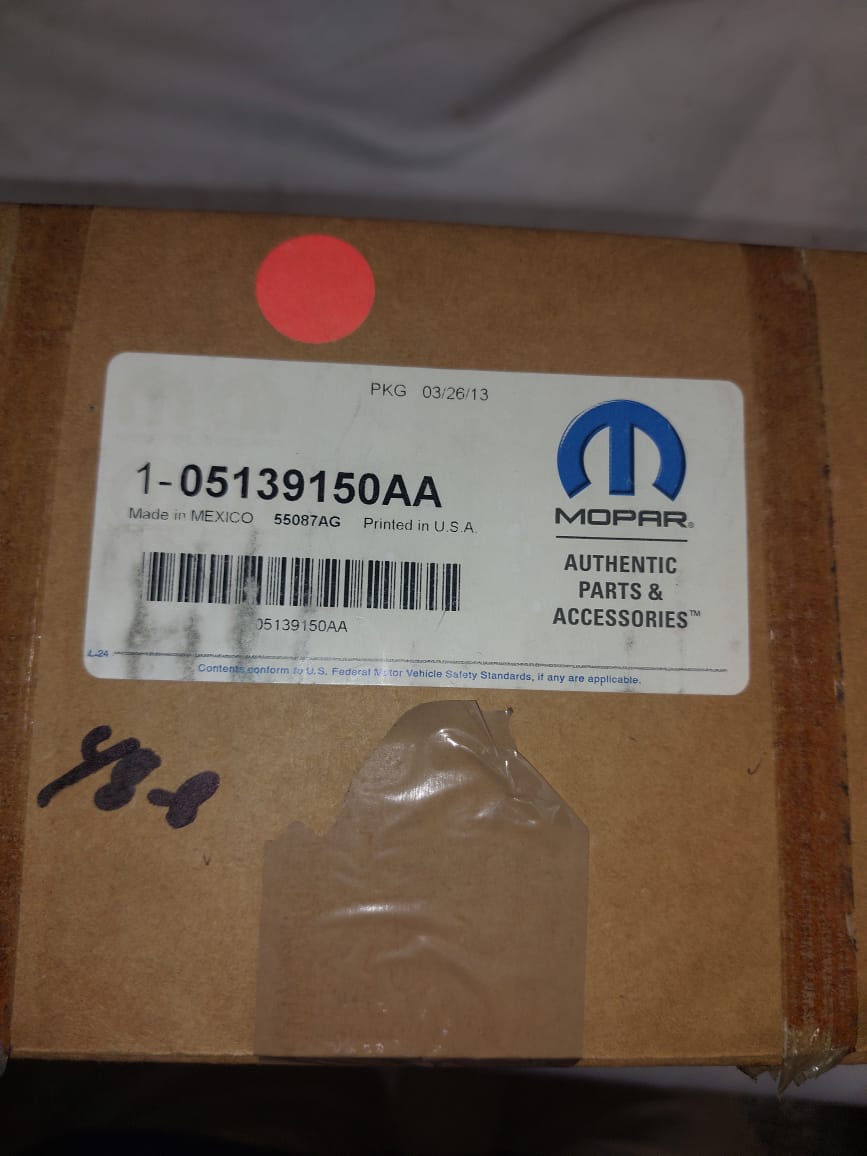 PKG 03/26/13
1-05139150AA
Made in MEXICO 55087AG Printed in U.S.A.
05139150AA
MOPAR®
AUTHENTIC
PARTS &
ACCESSORIES™
L-24
Contents conform to U.S. Federal Motor Vehicle Safety Standards, if any are applicable.